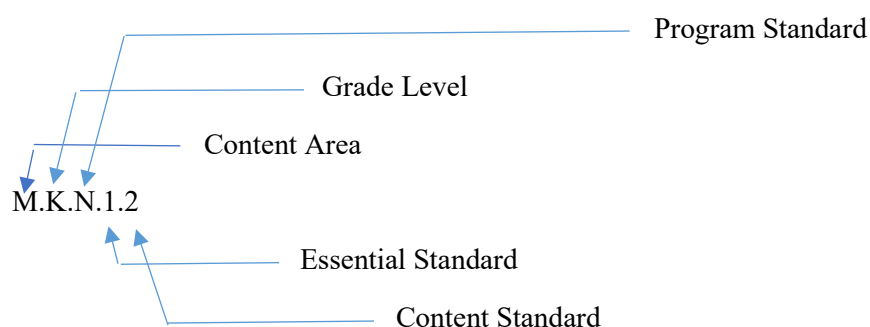 Program Standard
Grade Level
Content Area
M.K.N.1.2
Essential Standard
Content Standard